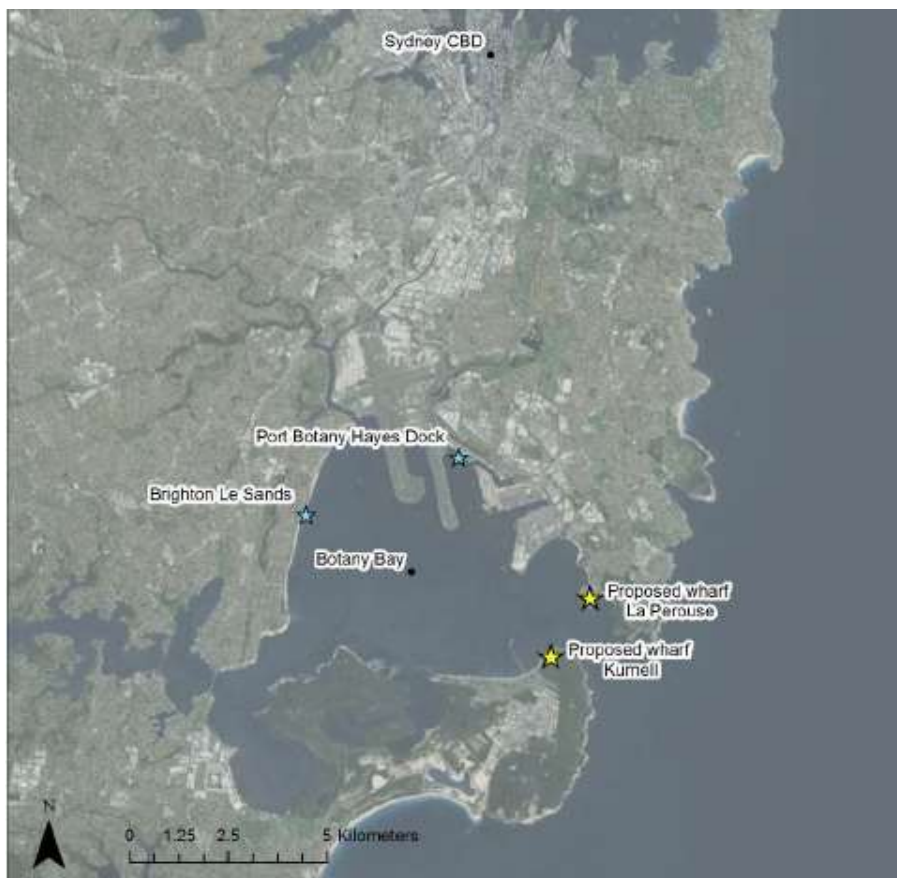 Sydney CBD
Port Botany Hayes Dock
Brighton Le Sands
Botany Bay
Proposed wharf
La Perouse
Proposed wharf
Kurnell
N
0 1.25 2.5 5 Kilometers